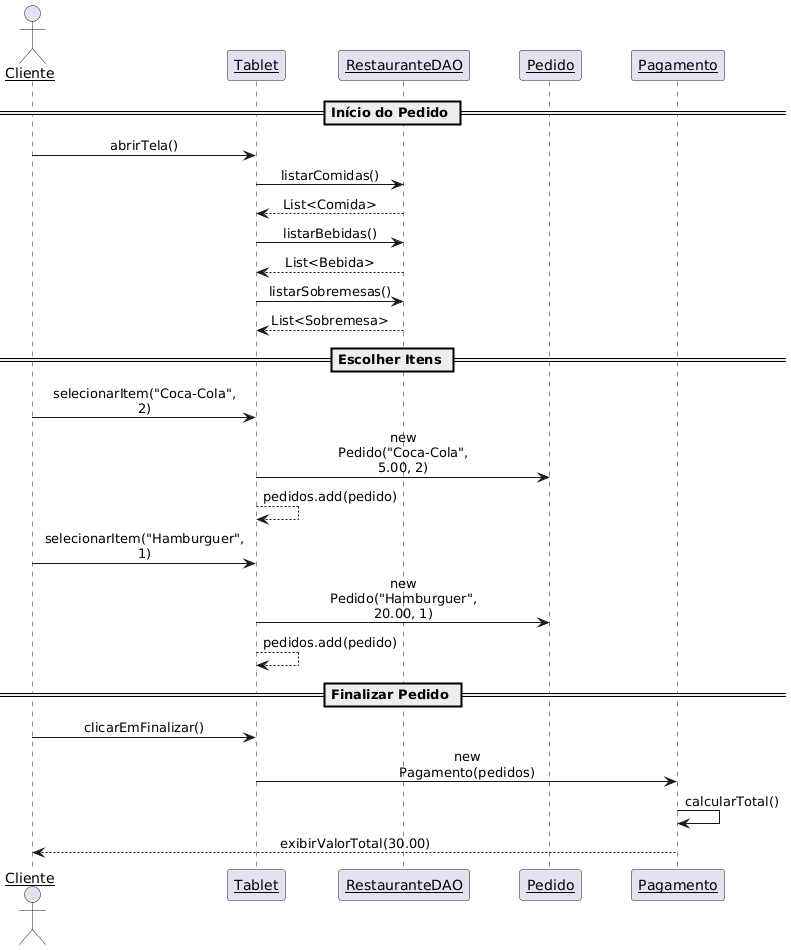 Cliente
Tablet
RestauranteDAO
Pedido
Pagamento
Início do Pedido
abrirTela()
listarComidas()
List<Comida>
listarBebidas()
List<Bebida>
listarSobremesas()
List<Sobremesa>
Escolher Itens
selecionarItem("Coca-Cola",
2)
new
Pedido("Coca-Cola",
5.00, 2)
pedidos.add(pedido)
selecionarItem("Hamburguer",
1)
new
Pedido("Hamburguer",
20.00, 1)
pedidos.add(pedido)
Finalizar Pedido
clicarEmFinalizar()
new
Pagamento(pedidos)
calcularTotal()
exibirValorTotal(30.00)
Cliente
Tablet
RestauranteDAO
Pedido
Pagamento